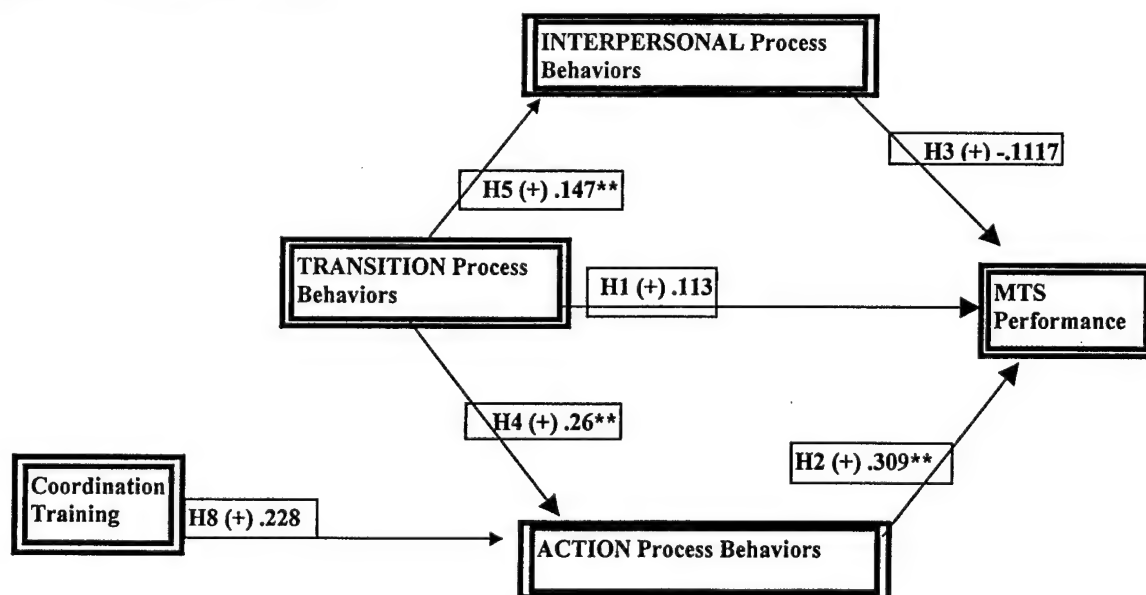 INTERPERSONAL Process
Behaviors
H3 (+) -.1117
H5 (+) .147**
TRANSITION Process
Behaviors
H1 (+) .113
MTS
Performance
H4 (+) .26**
H2 (+) .309**
Coordination
Training
H8 (+) .228
ACTION Process Behaviors